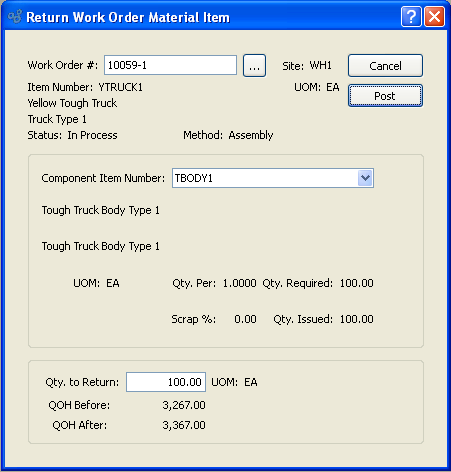 Return Work Order Material Item
Work Order #: 10059-1 ... Site: WH1 Cancel
Item Number: YTRUCK1 UOM: EA Post
Yellow Tough Truck
Truck Type 1
Status: In Process Method: Assembly
Component Item Number: TBODY1
Tough Truck Body Type 1
Tough Truck Body Type 1
UOM: EA Qty. Per: 1.0000 Qty. Required: 100.00
Scrap %: 0.00 Qty. Issued: 100.00
Qty. to Return: 100.00 UOM: EA
QOH Before: 3,267.00
QOH After: 3,367.00